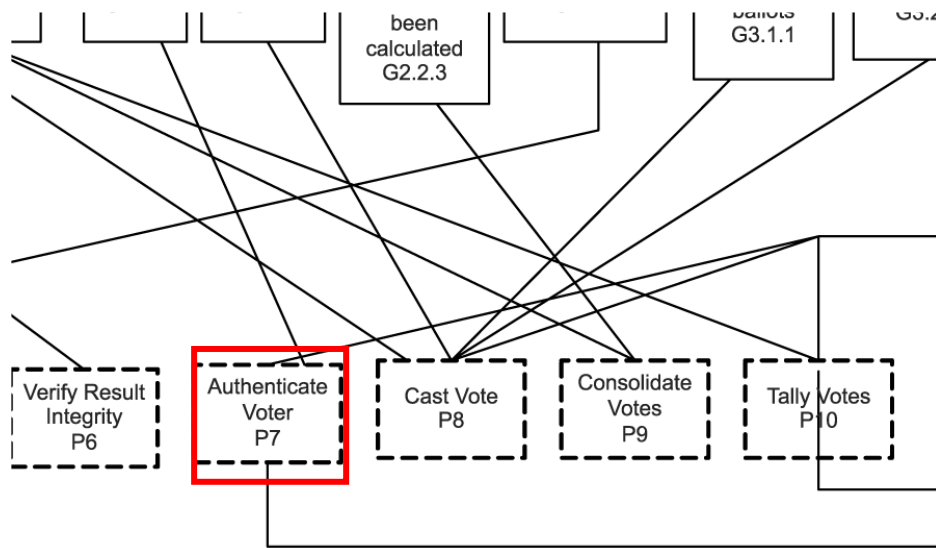 been
calculated
G2.2.3
ballots
G3.1.1
Verify Result
Integrity
P6
Authenticate
Voter
P7
Cast Vote
P8
Consolidate
Votes
P9
Tally Votes
P10